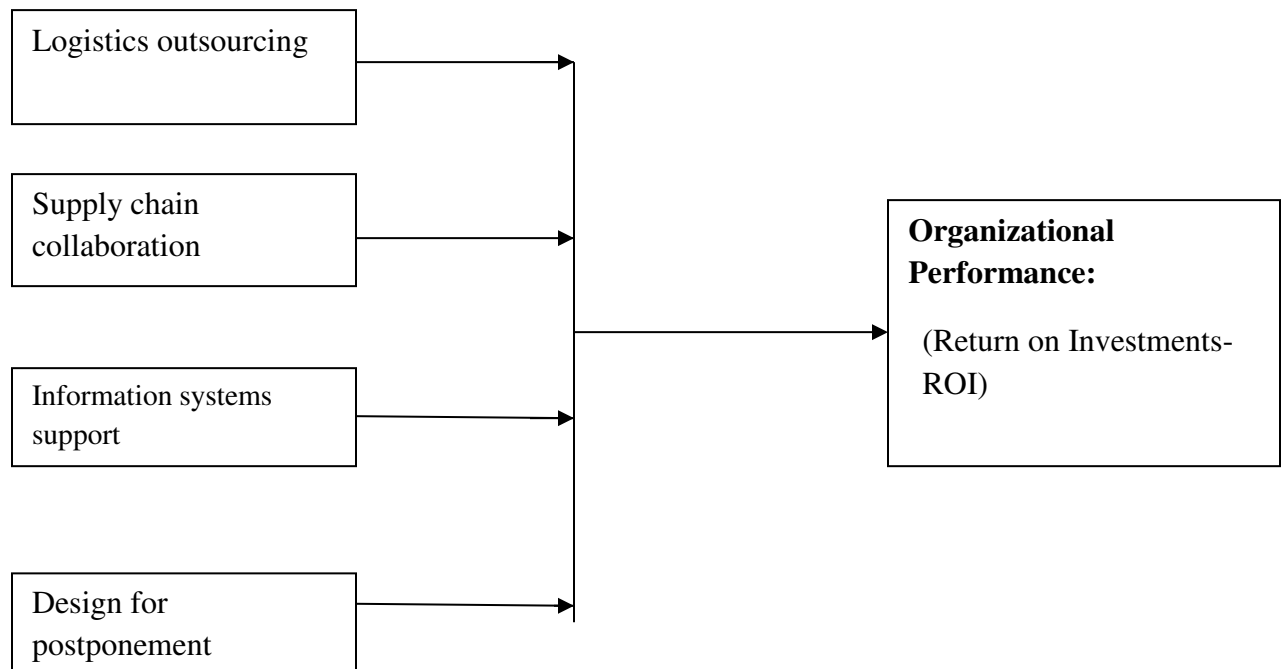 Logistics outsourcing
Supply chain
collaboration
Information systems
support
Design for
postponement
Organizational
Performance:
(Return on Investments-
ROI)